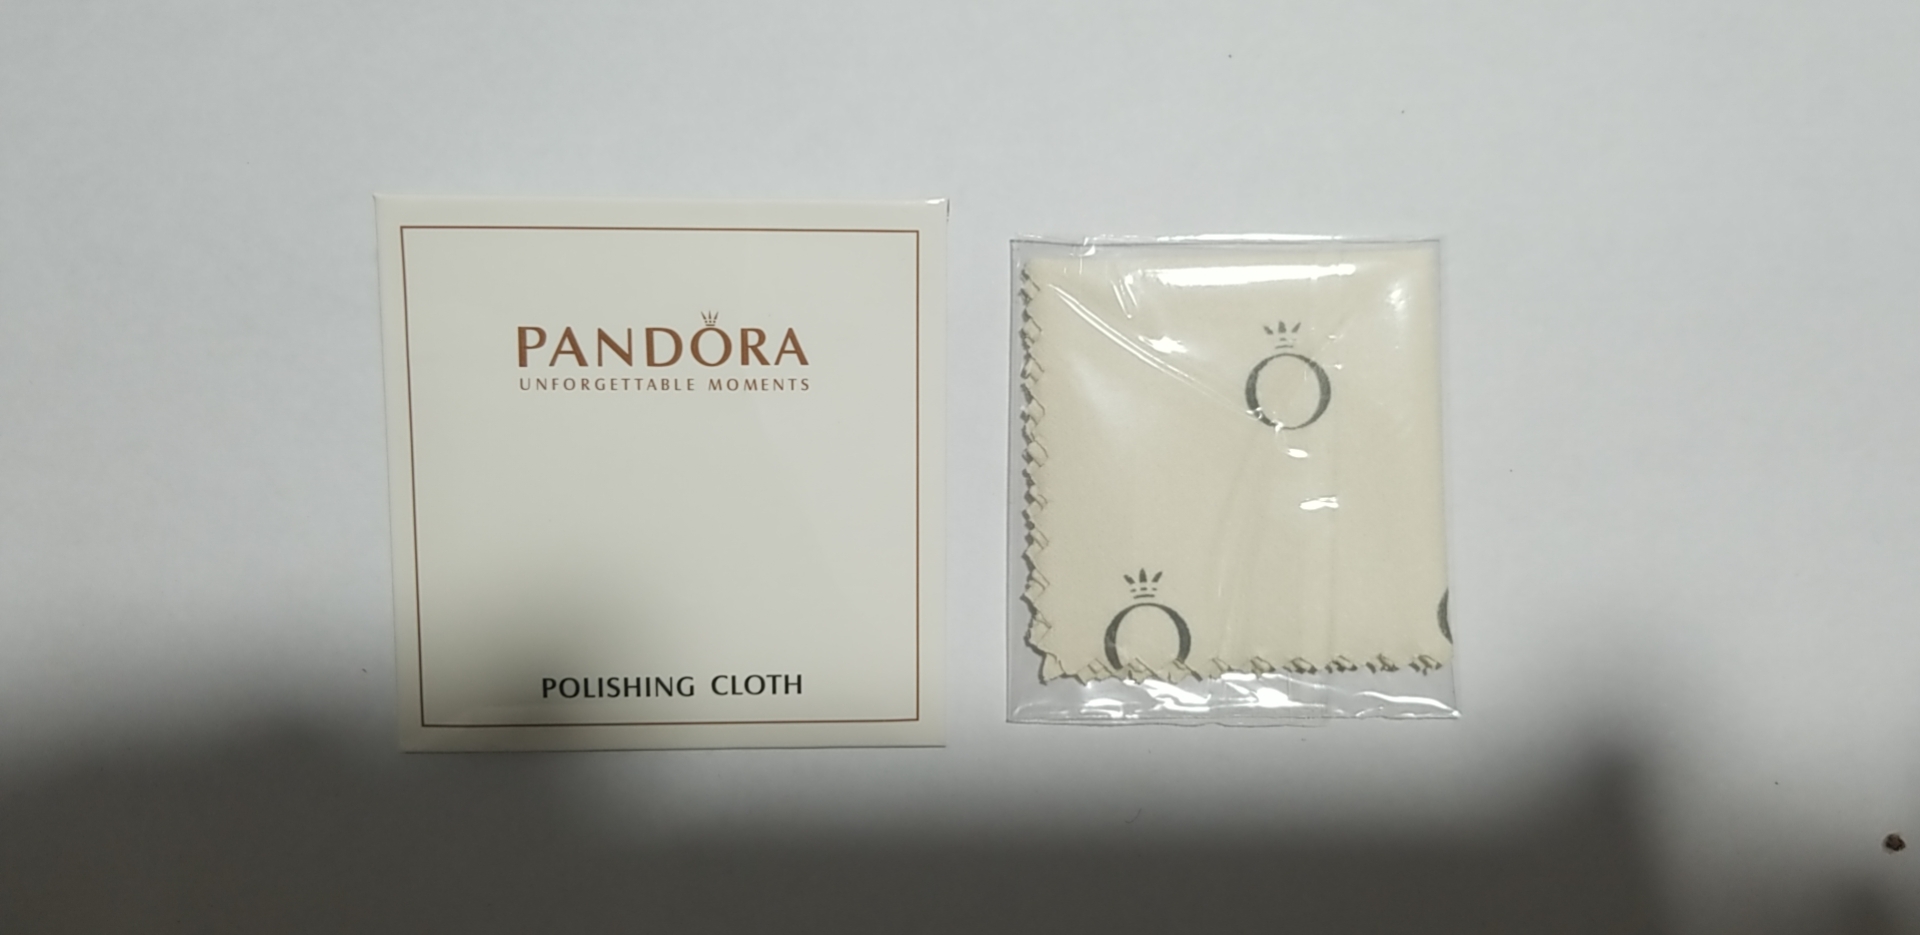 PANDORA
UNFORGETTABLE MOMENTS
POLISHING CLOTH
O
O